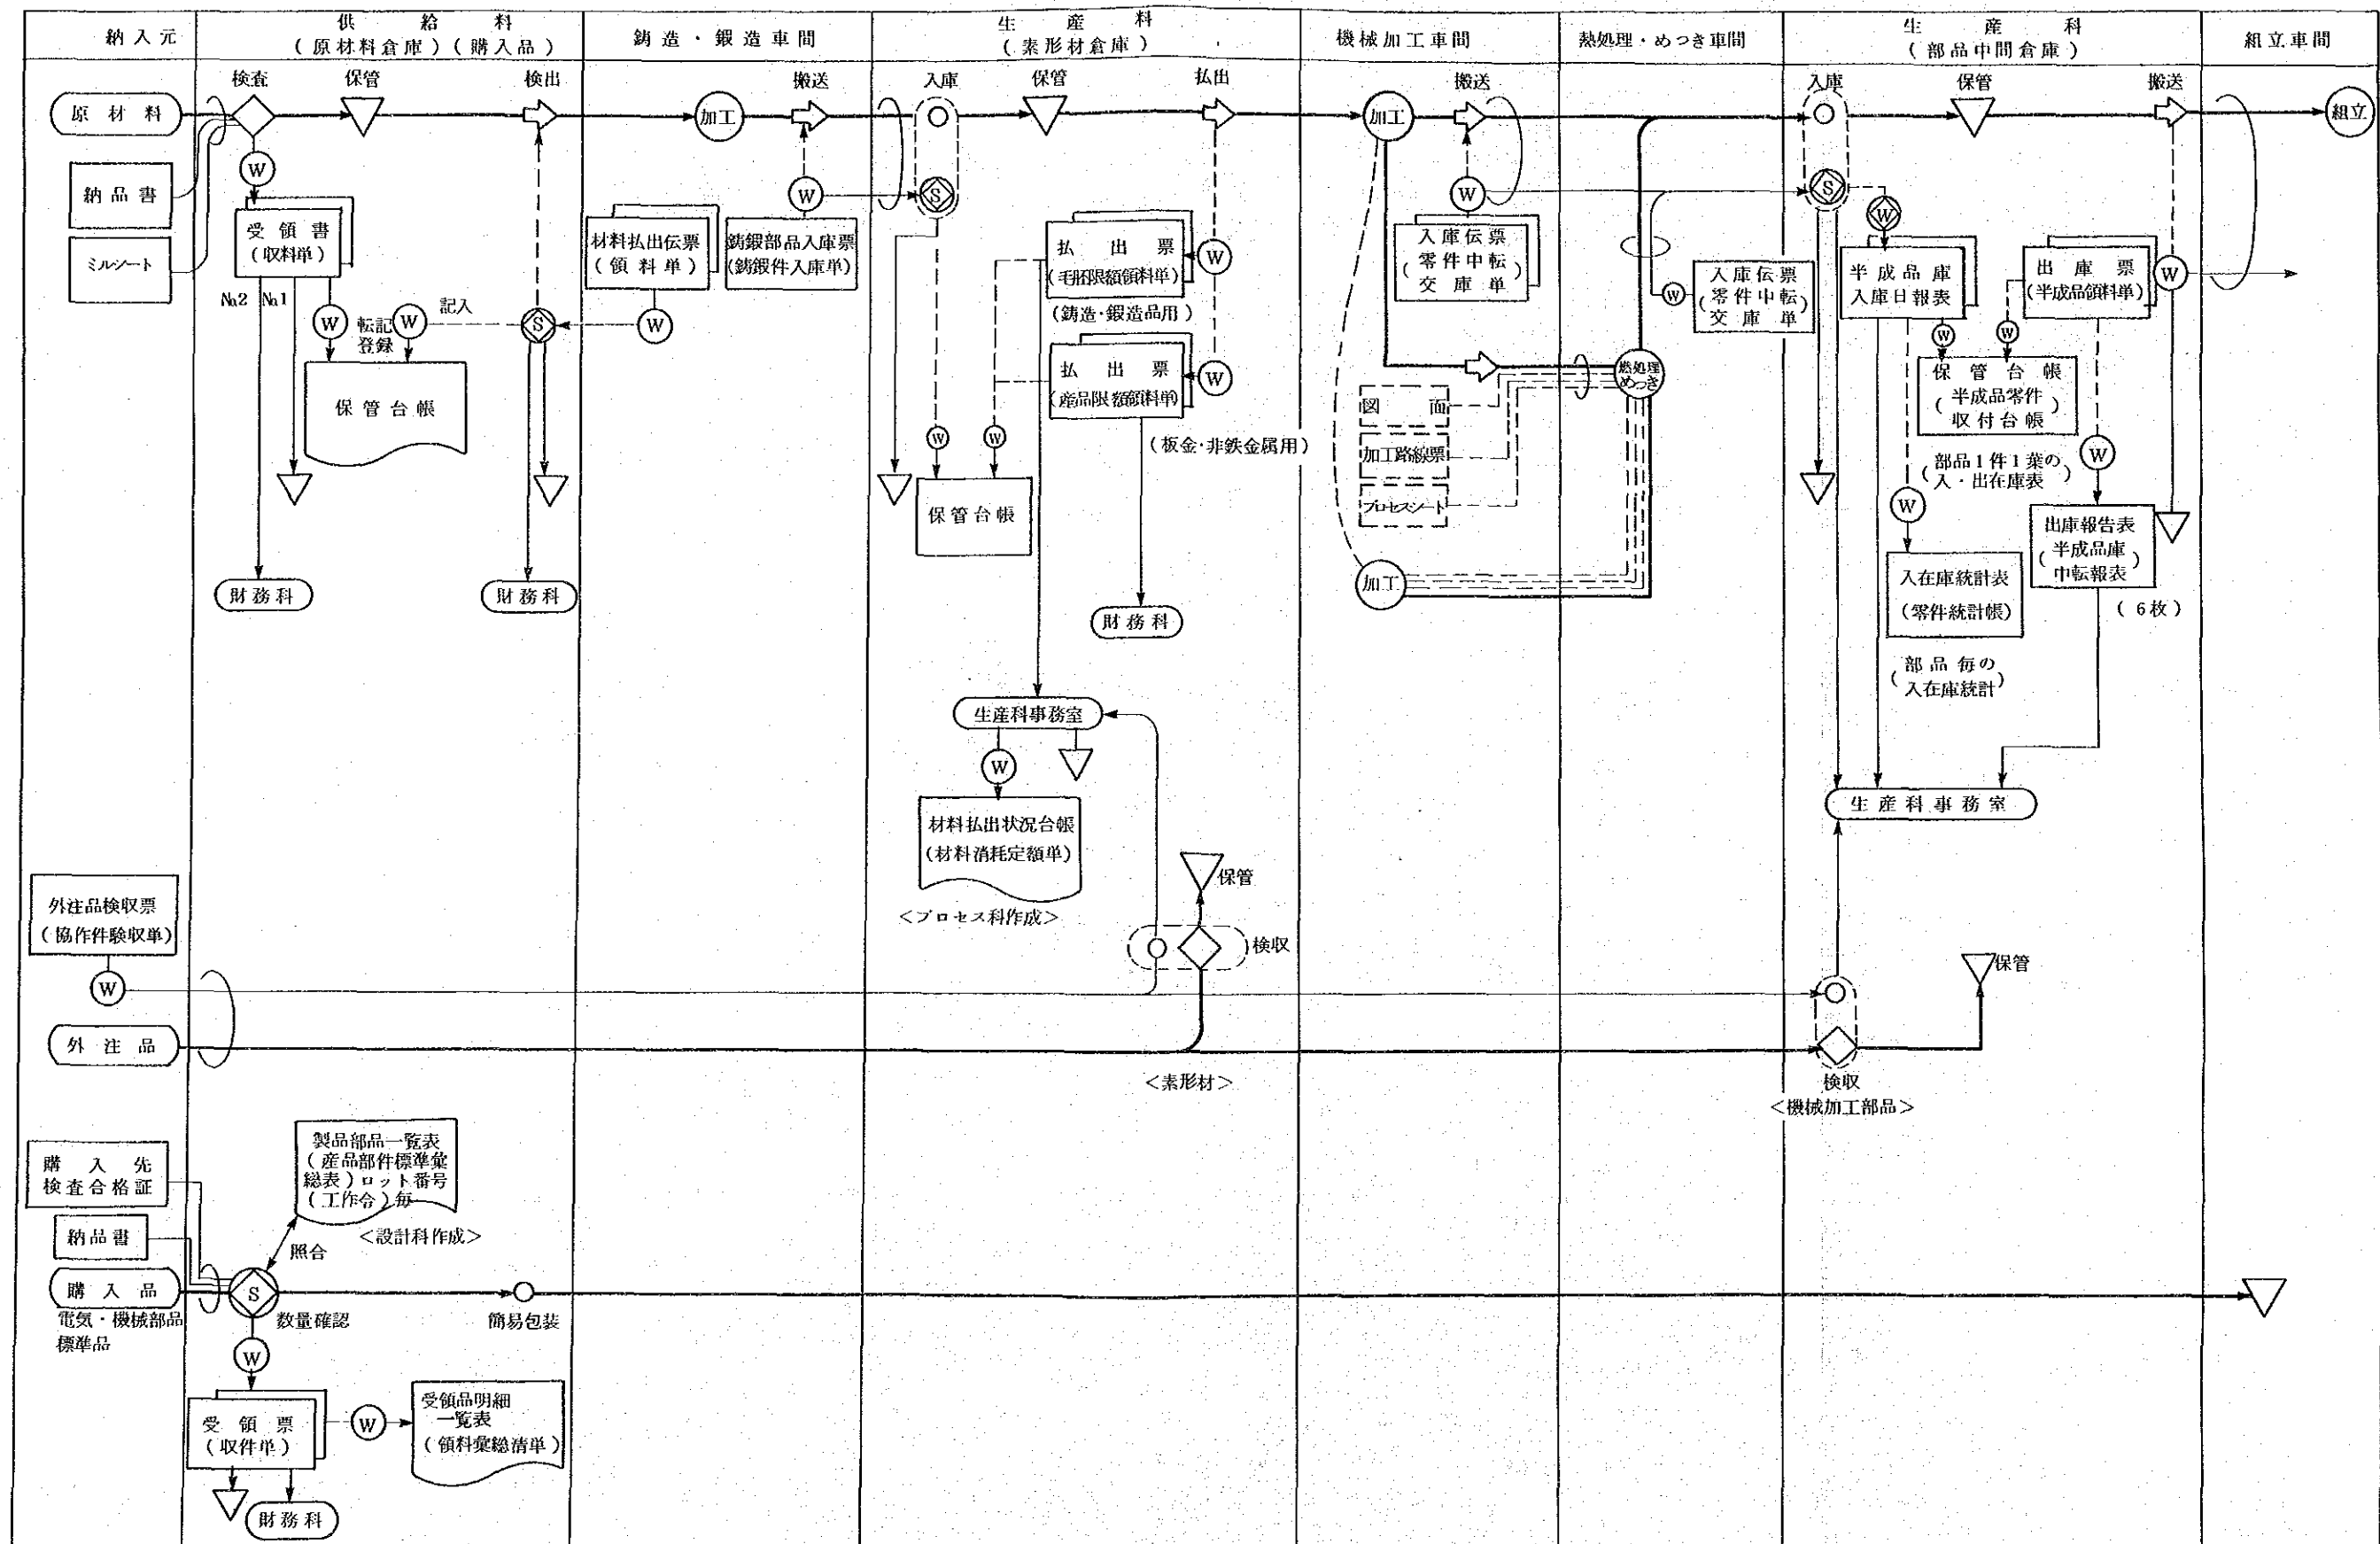 納入元
供給料
(原材料倉庫)(購入品)
鋳造・鍛造車間
生産料
(素形材倉庫)
機械加工車間
熱処理・めつき車間
生産科
(部品中間倉庫)
組立車間
検査
保管
検出
搬送
入庫
保管
払出
搬送
入庫
保管
搬送
原材料
加工
加工
組立
納品書
ミルシート
W
受領書
(収料単)
№2
№1
W
転記
登録
W
記入
S
保管台帳
財務科
財務科
材料払出伝票
(領料単)
W
W
鋳鍛部品入庫票
(鋳鍛件入庫単)
S
払出票
(毛胚限額領料単)
(鋳造・鍛造品用)
W
払出票
(産品限額領料単)
W
(板金・非鉄金属用)
W
W
保管台帳
財務科
生産科事務室
W
材料払出状況台帳
(材料消耗定額単)
<プロセス科作成>
保管
検収
W
入庫伝票
(零件中転)
交庫単
図面
加工路線票
プロセスシート
加工
熱処理
めつき
W
入庫伝票
(零件中転)
交庫単
S
W
半成品庫
入庫日報表
出庫票
(半成品領料単)
W
W
W
保管台帳
(半成品零件)
取付台帳
(部品1件1葉の)
入・出在庫表
W
W
入在庫統計表
(零件統計帳)
(部品毎の)
入在庫統計
出庫報告表
(半成品庫)
中転報表
(6枚)
生産科事務室
外注品検収票
(協作件験収単)
W
外注品
<素形材>
保管
検収
<機械加工部品>
購入先
検査合格証
納品書
購入品
電気・機械部品
標準品
製品部品一覧表
(産品部件標準彙
総表)ロット番号
(工作令)毎
<設計科作成>
照合
S
数量確認
簡易包装
W
受領票
(収件単)
W
受領品明細
一覧表
(領料彙総清単)
財務科